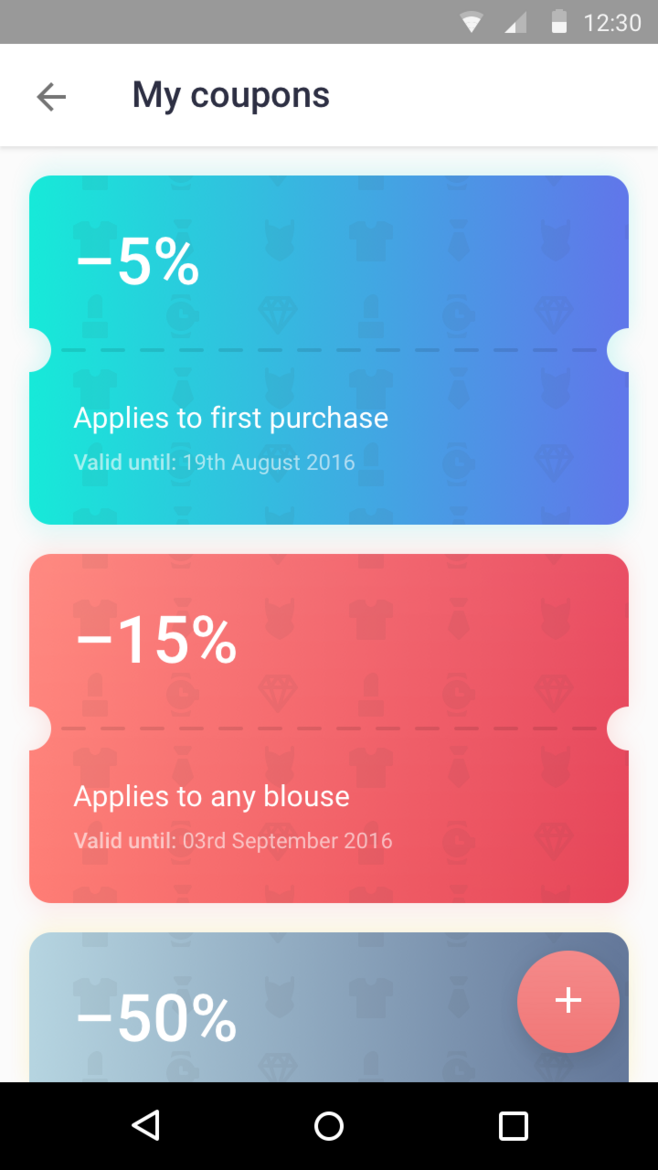 12:30
My coupons
–5%
Applies to first purchase
Valid until: 19th August 2016
–15%
Applies to any blouse
Valid until: 03rd September 2016
–50%
+